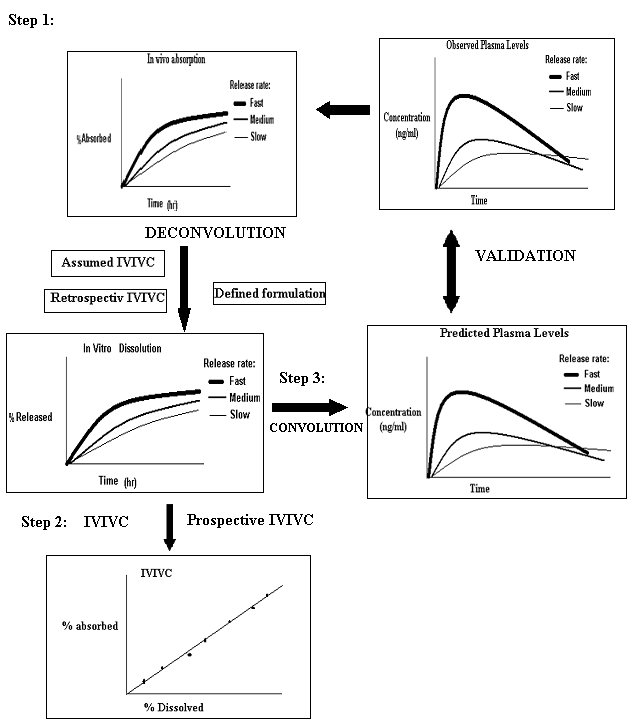 Step 1:
In vivo absorption
Release rate:
Fast
Medium
Slow
%Absorbed
Time (hr)
Observed Plasma Levels
Release rate:
Fast
Medium
Slow
Concentration
(ng/ml)
Time
DECONVOLUTION
Assumed IVIVC
Retrospectiv IVIVC
Defined formulation
VALIDATION
In Vitro Dissolution
Release rate:
Fast
Medium
Slow
% Released
Time (hr)
Step 3:
CONVOLUTION
Predicted Plasma Levels
Release rate:
Fast
Medium
Slow
Concentration
(ng/ml)
Time
Step 2: IVIVC
Prospective IVIVC
IVIVC
% absorbed
% Dissolved